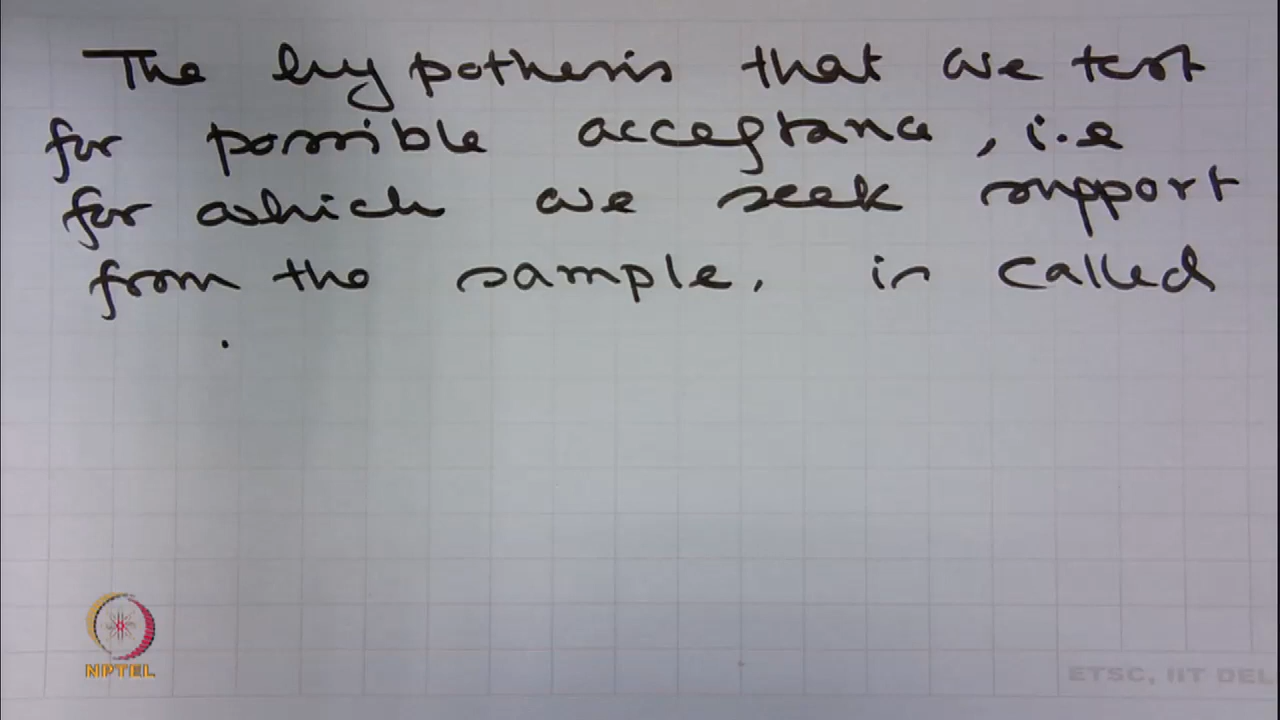 The hypothesis that we test
for possible acceptance, i.e
for which we seek support
from the sample, is called
NPTEL
ETSC, IIT DEL